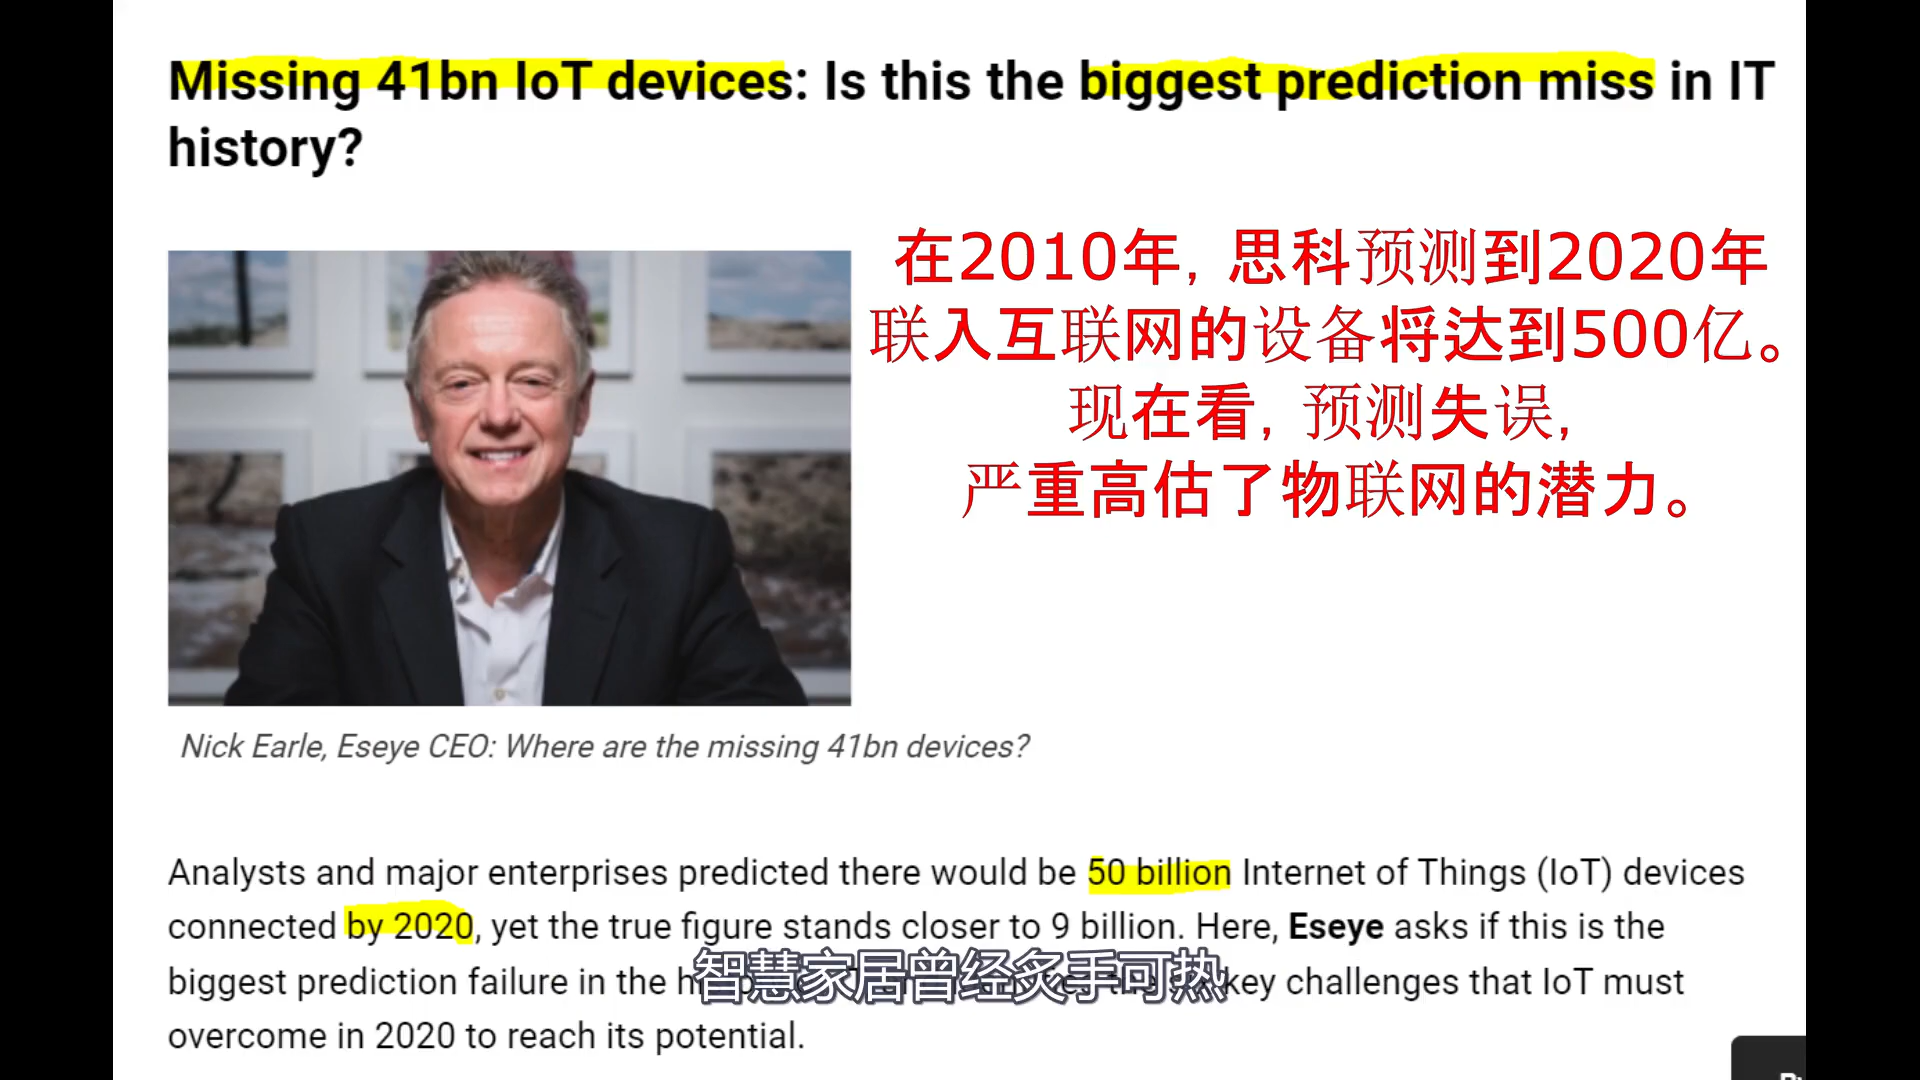 Missing 41bn IoT devices: Is this the biggest prediction miss in IT
history?
在2010年, 思科预测到2020年
联入互联网的设备将达到500亿。
现在看, 预测失误,
严重高估了物联网的潜力。
Nick Earle, Eseye CEO: Where are the missing 41bn devices?
Analysts and major enterprises predicted there would be 50 billion Internet of Things (IoT) devices
connected by 2020, yet the true figure stands closer to 9 billion. Here, Eseye asks if this is the
biggest prediction failure in the key challenges that IoT must
智慧家居曾经炙手可热
overcome in 2020 to reach its potential.